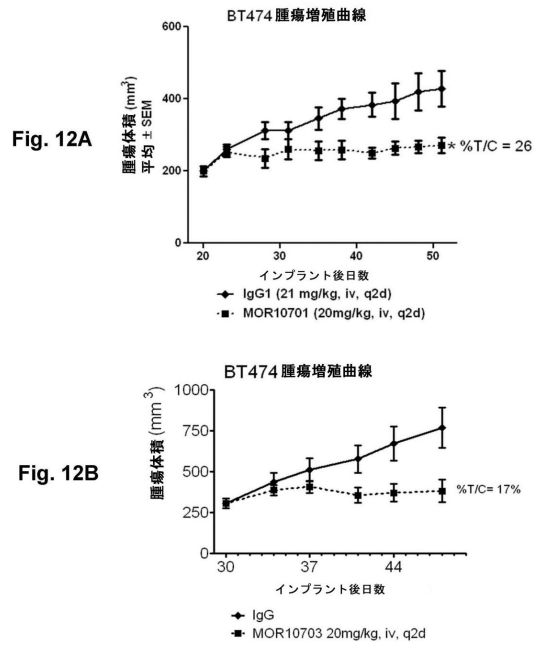 BT474 腫瘍増殖曲線
Fig. 12A
腫瘍体積 (mm³)
平均 ± SEM
600
400
200
0
* %T/C = 26
20
30
40
50
インプラント後日数
IgG1 (21 mg/kg, iv, q2d)
MOR10701 (20mg/kg, iv, q2d)
BT474 腫瘍増殖曲線
Fig. 12B
腫瘍体積 (mm ³)
1000
750
500
250
0
%T/C= 17%
30
37
44
インプラント後日数
IgG
MOR10703 20mg/kg, iv, q2d